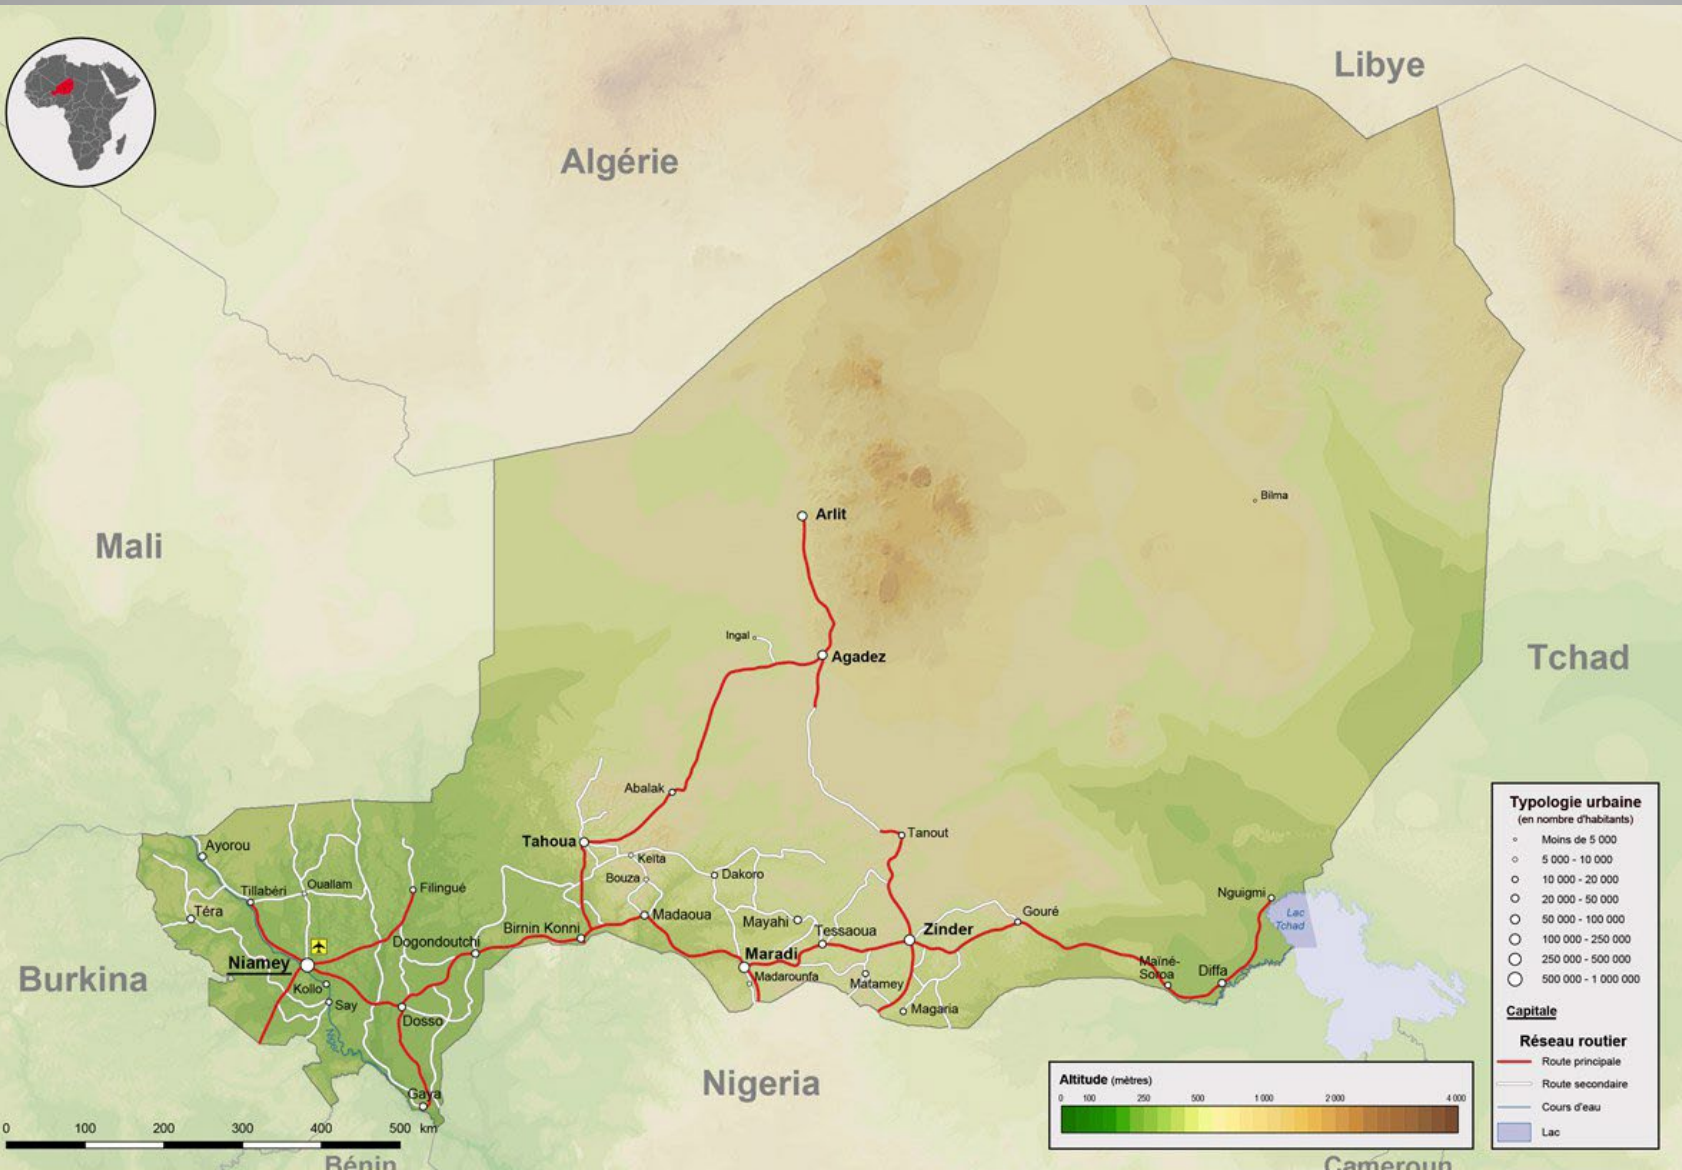 Libye
Algérie
Mali
Bilma
Arlit
Ingal
Agadez
Tchad
Abalak
Tahoua
Tanout
Keïta
Bouza
Dakoro
Ayorou
Tillabéri
Ouallam
Filingué
Téra
Madaoua
Mayahi
Birnin Konni
Dogondoutchi
Tessaoua
Zinder
Gouré
Nguigmi
Lac
Tchad
Maradi
Madarounfa
Matamey
Magaria
Maïné-
Soroa
Diffa
Niamey
Kollo
Say
Dosso
Niger
Gaya
Burkina
Nigeria
Bénin
Cameroun
0 100 200 300 400 500 km
Altitude (mètres)
0 100 250 500 1 000 2 000 4 000
Typologie urbaine
(en nombre d'habitants)
Moins de 5 000
5 000 - 10 000
10 000 - 20 000
20 000 - 50 000
50 000 - 100 000
100 000 - 250 000
250 000 - 500 000
500 000 - 1 000 000
Capitale
Réseau routier
Route principale
Route secondaire
Cours d'eau
Lac